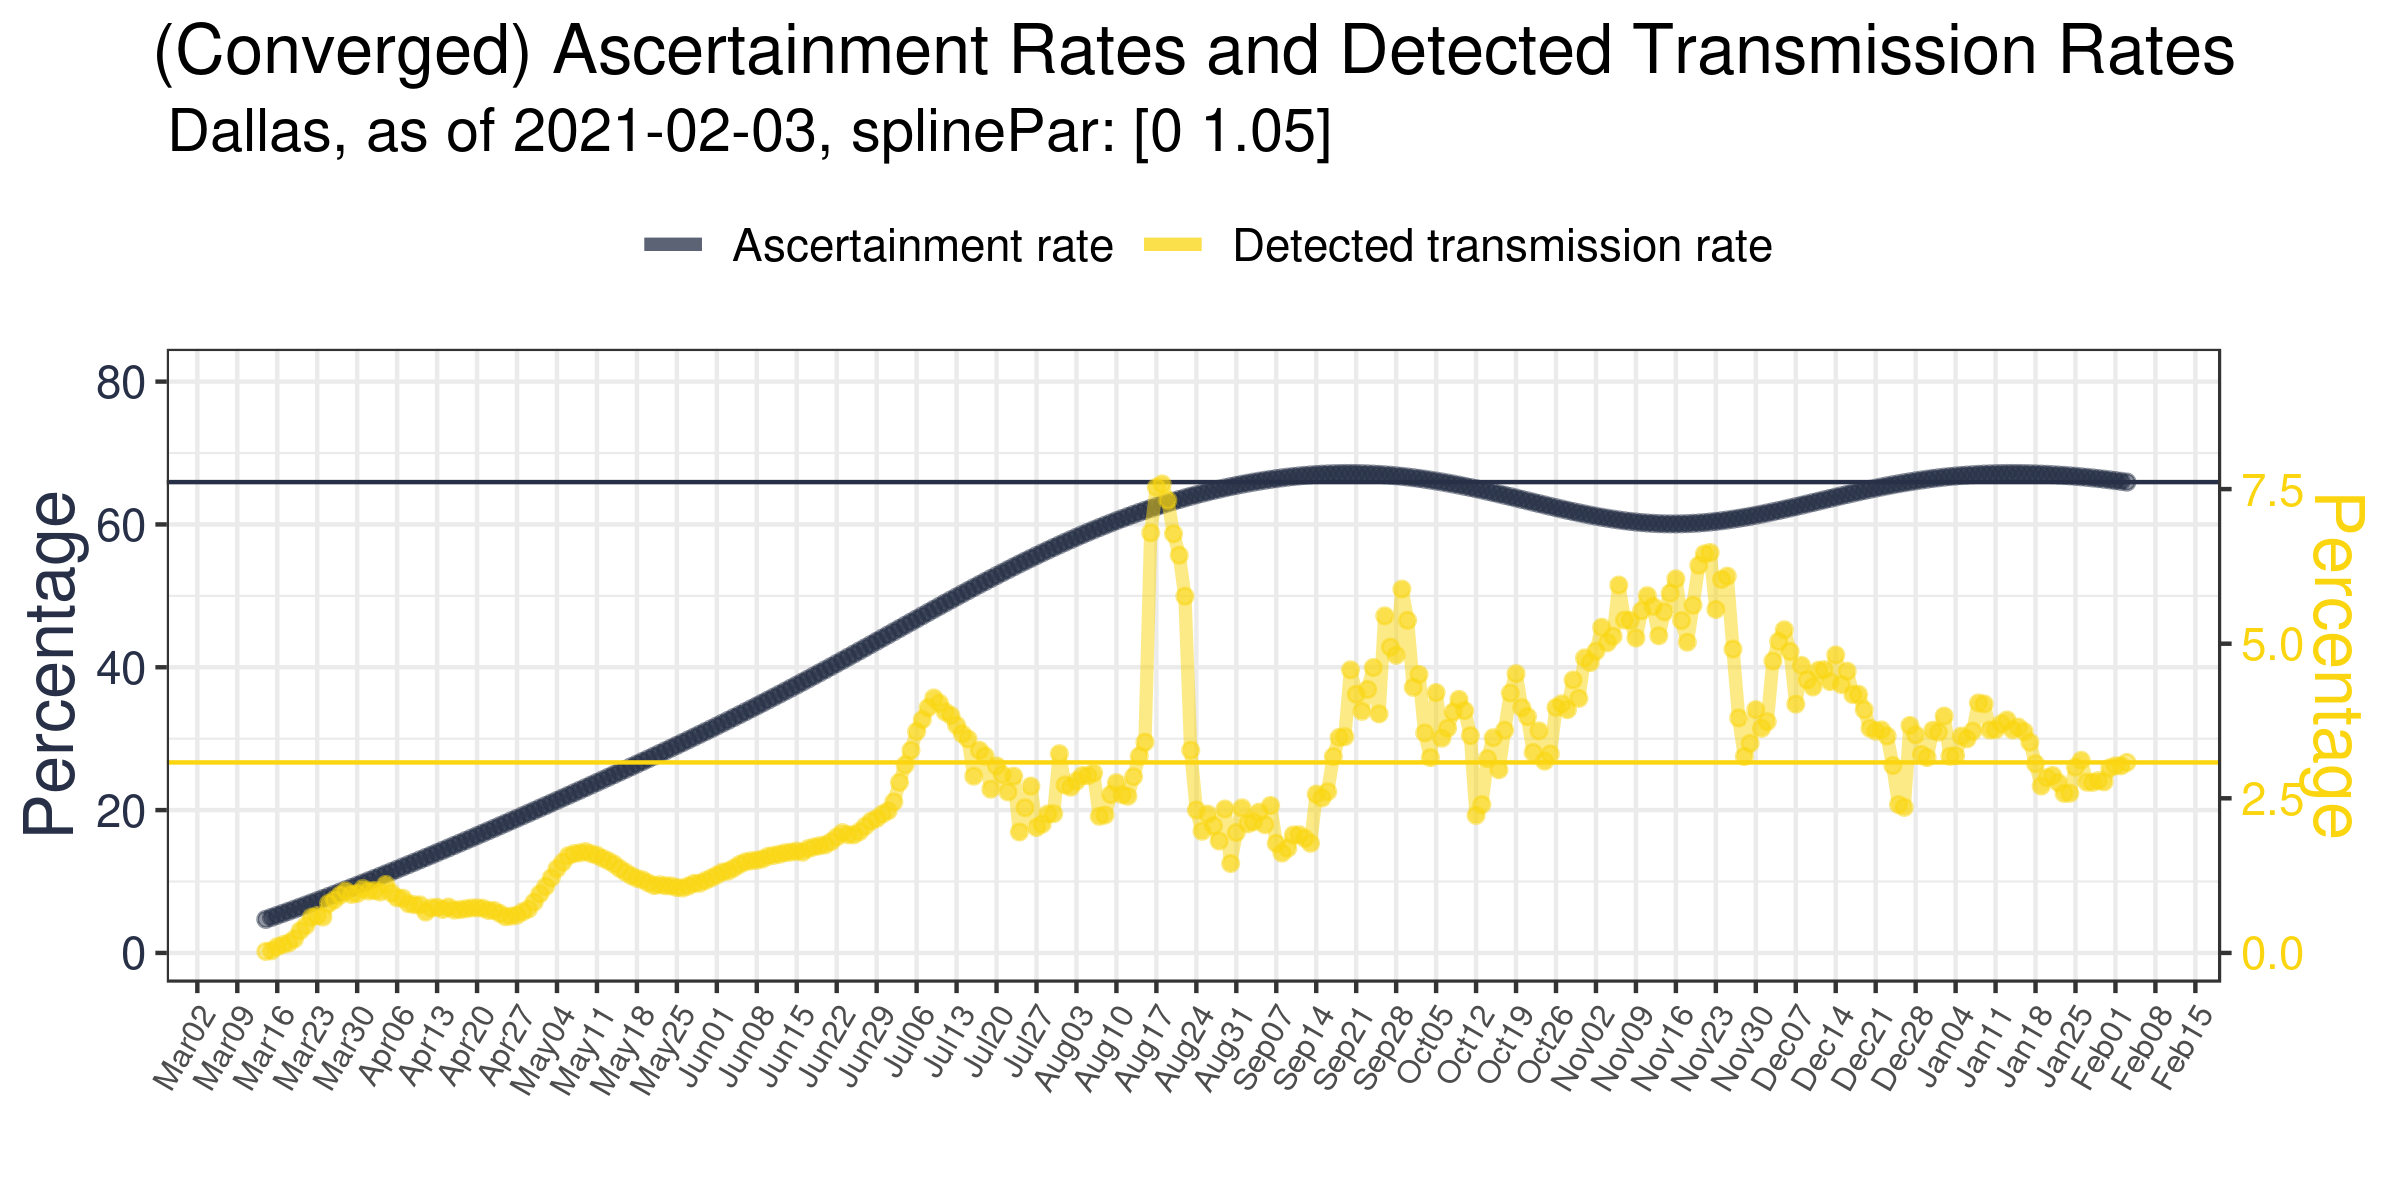 (Converged) Ascertainment Rates and Detected Transmission Rates
Dallas, as of 2021-02-03, splinePar: [0 1.05]
Ascertainment rate
Detected transmission rate
Percentage
80
60
40
20
0
7.5
5.0
2.5
0.0
Percentage
Mar02
Mar09
Mar16
Mar23
Mar30
Apr06
Apr13
Apr20
Apr27
May04
May11
May18
May25
Jun01
Jun08
Jun15
Jun22
Jun29
Jul06
Jul13
Jul20
Jul27
Aug03
Aug10
Aug17
Aug24
Aug31
Sep07
Sep14
Sep21
Sep28
Oct05
Oct12
Oct19
Oct26
Nov02
Nov09
Nov16
Nov23
Nov30
Dec07
Dec14
Dec21
Dec28
Jan04
Jan11
Jan18
Jan25
Feb01
Feb08
Feb15